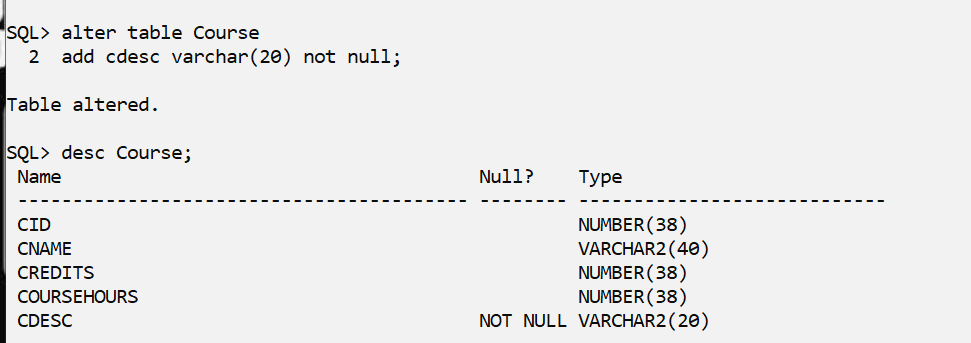 SQL> alter table Course
  2  add cdesc varchar(20) not null;
Table altered.
SQL> desc Course;
 Name                                      Null?    Type
 ----------------------------------------- -------- ----------------------------
 CID                                                NUMBER(38)
 CNAME                                              VARCHAR2(40)
 CREDITS                                            NUMBER(38)
 COURSEHOURS                                        NUMBER(38)
 CDESC                                     NOT NULL VARCHAR2(20)